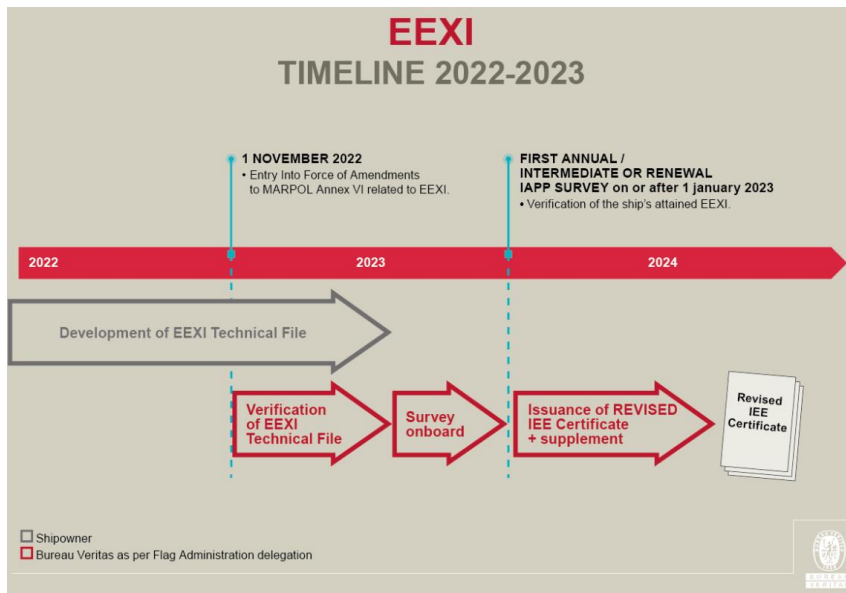 EEXI
TIMELINE 2022-2023
1 NOVEMBER 2022
• Entry Into Force of Amendments
to MARPOL Annex VI related to EEXI.
FIRST ANNUAL /
INTERMEDIATE OR RENEWAL
IAPP SURVEY on or after 1 january 2023
• Verification of the ship's attained EEXI.
2022
2023
2024
Development of EEXI Technical File
Verification
of EEXI
Technical File
Survey
onboard
Issuance of REVISED
IEE Certificate
+ supplement
Revised
IEE
Certificate
Shipowner
Bureau Veritas as per Flag Administration delegation
BUREAU
VERITAS